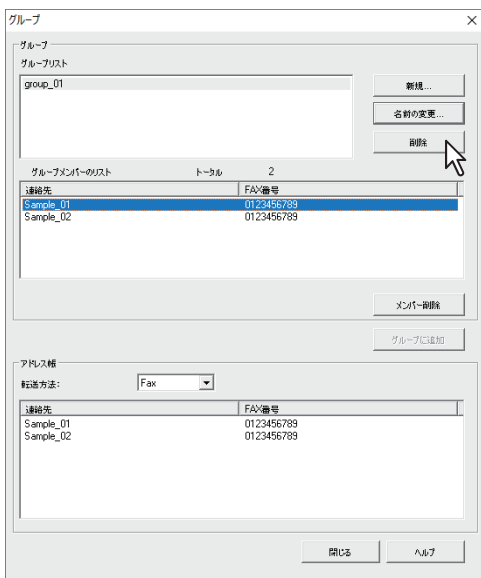 グループ
グループ
グループリスト
group_01
新規...
名前の変更...
削除
グループメンバーのリスト トータル 2
連絡先 FAX番号
Sample_01 0123456789
Sample_02 0123456789
メンバー削除
グループに追加
アドレス帳
転送方法: Fax
連絡先 FAX番号
Sample_01 0123456789
Sample_02 0123456789
閉じる ヘルプ